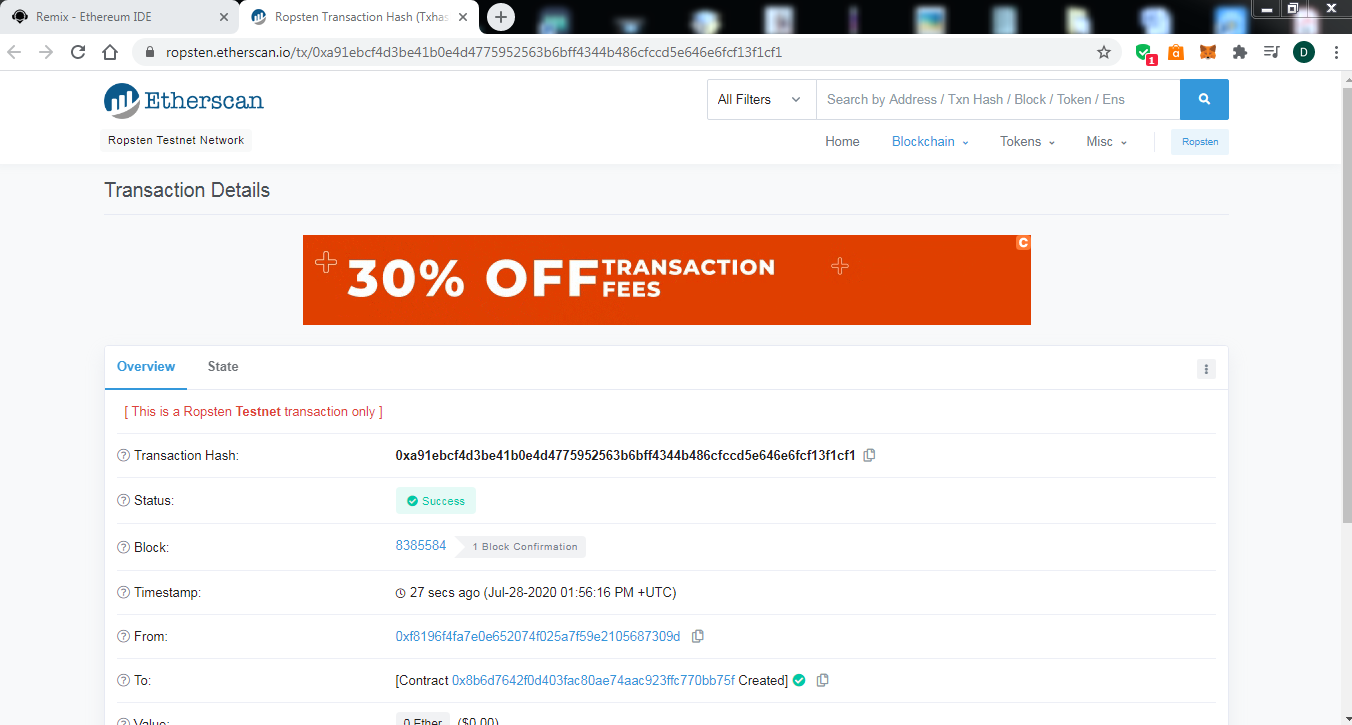 Remix - Ethereum IDE
Ropsten Transaction Hash (Txhas
ropsten.etherscan.io/tx/0xa91ebcf4d3be41b0e4d4775952563b6bff4344b486cfccd5e646e6fcf13f1cf1
1
a
D
Etherscan
All Filters
Search by Address / Txn Hash / Block / Token / Ens
Ropsten Testnet Network
Home
Blockchain
Tokens
Misc
Ropsten
Transaction Details
30% OFF TRANSACTION FEES
C
Overview
State
[ This is a Ropsten Testnet transaction only ]
Transaction Hash:
0xa91ebcf4d3be41b0e4d4775952563b6bff4344b486cfccd5e646e6fcf13f1cf1
Status:
Success
Block:
8385584
1 Block Confirmation
Timestamp:
27 secs ago (Jul-28-2020 01:56:16 PM +UTC)
From:
0xf8196f4fa7e0e652074f025a7f59e2105687309d
To:
[Contract 0x8b6d7642f0d403fac80ae74aac923ffc770bb75f Created]
Value:
0 Ether ($0.00)